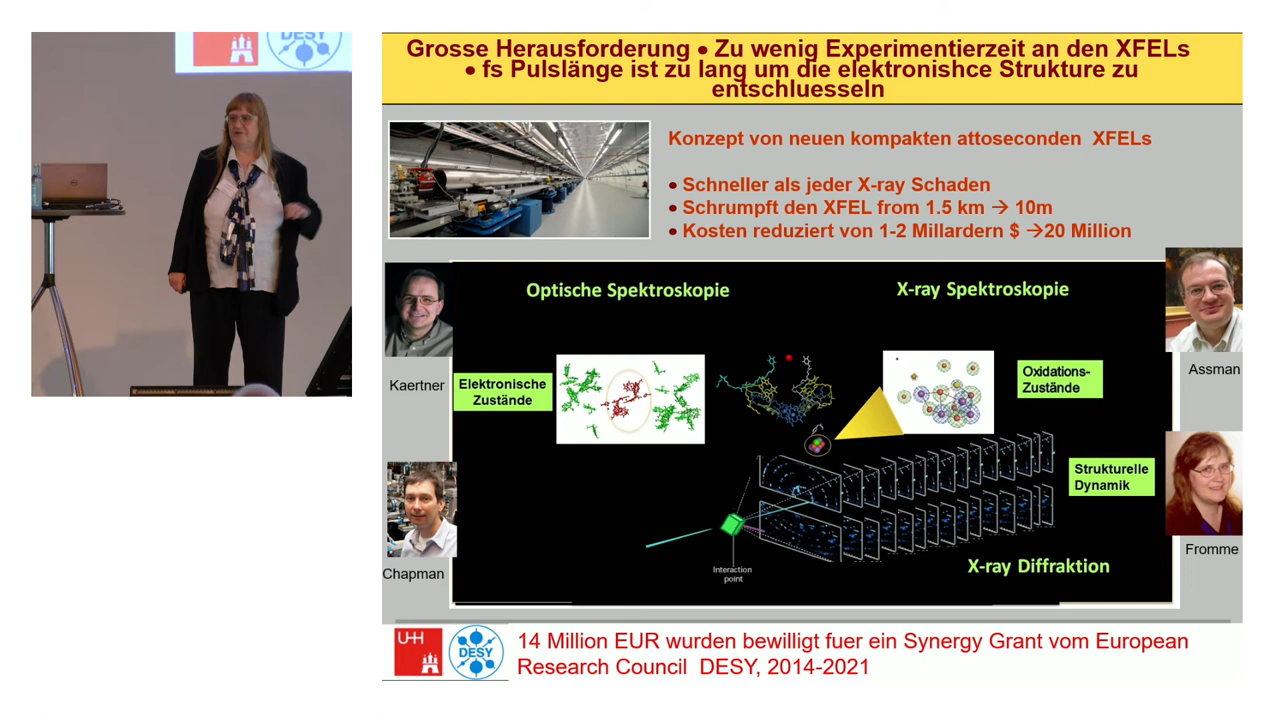 DESY
Grosse Herausforderung ● Zu wenig Experimentierzeit an den XFELs
● fs Pulslänge ist zu lang um die elektronishce Strukture zu
entschluesseln
Konzept von neuen kompakten attoseconden XFELs
● Schneller als jeder X-ray Schaden
● Schrumpft den XFEL from 1.5 km → 10m
● Kosten reduziert von 1-2 Millardern $ →20 Million
Optische Spektroskopie
X-ray Spektroskopie
Kaertner
Elektronische
Zustände
Oxidations-
Zustände
Assman
Strukturelle
Dynamik
Chapman
Interaction
point
X-ray Diffraktion
Fromme
UH
DESY
14 Million EUR wurden bewilligt fuer ein Synergy Grant vom European
Research Council DESY, 2014-2021